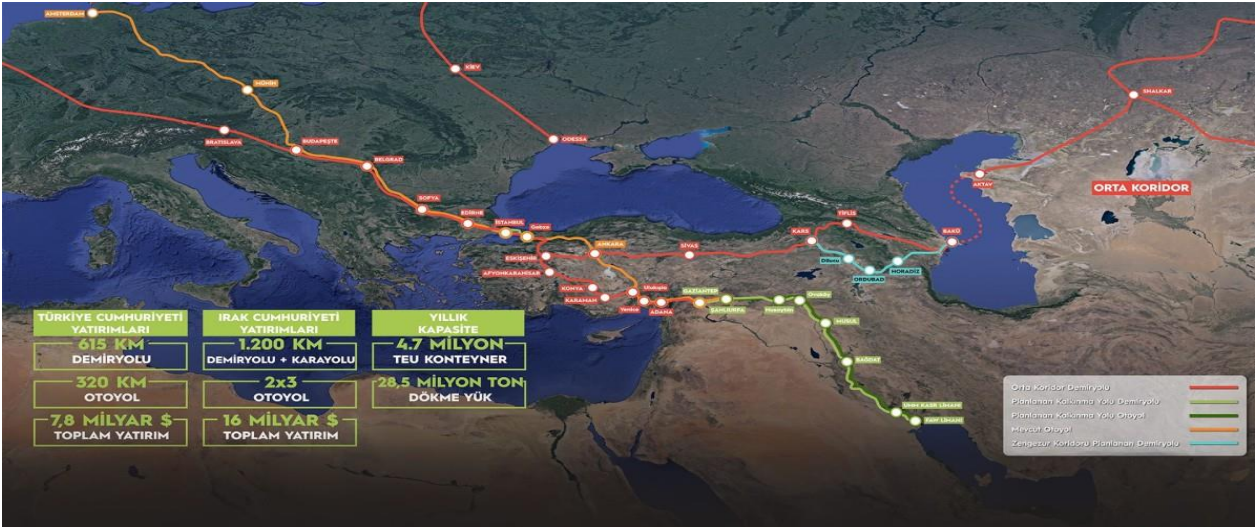 AMSTERDAM
MÜNİH
BRATISLAVA
BUDAPEŞTE
BELGRAD
SOFYA
EDİRNE
İSTANBUL
Gebze
KİEV
ODESSA
ESKİŞEHİR
AFYONKARAHİSAR
KONYA
KARAMAN
ANKARA
Ulukışla
Yenice
ADANA
GAZİANTEP
ŞANLIURFA
Ovaköy
MUSUL
BAĞDAT
UMM KASR LİMANI
FAW LİMANI
SİVAS
KARS
TİFLİS
Dilucu
ORDUBAD
HORADİZ
BAKÜ
AKTAV
SHALKAR
ORTA KORİDOR
TÜRKİYE CUMHURİYETİ
YATIRIMLARI
615 KM
DEMİRYOLU
320 KM
OTOYOL
7,8 MİLYAR $
TOPLAM YATIRIM
IRAK CUMHURİYETİ
YATIRIMLARI
1.200 KM
DEMİRYOLU + KARAYOLU
2x3
OTOYOL
16 MİLYAR $
TOPLAM YATIRIM
YILLIK
KAPASİTE
4.7 MİLYON
TEU KONTEYNER
28,5 MİLYON TON
DÖKME YÜK
Orta Koridor Demiryolu
Planlanan Kalkınma Yolu Demiryolu
Planlanan Kalkınma Yolu Otoyol
Mevcut Otoyol
Zengezur Koridoru Planlanan Demiryolu